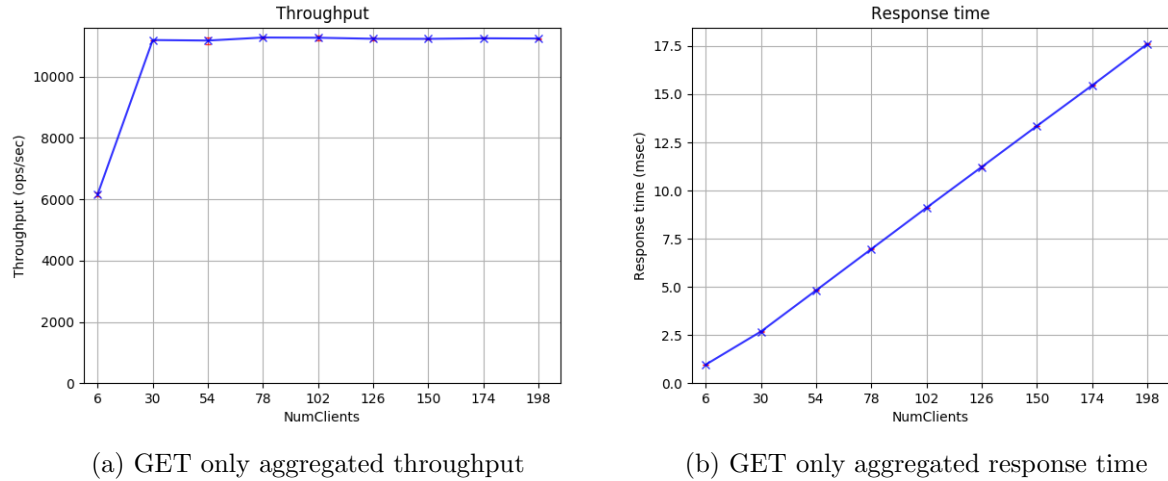 Throughput
Throughput (ops/sec)
10000
8000
6000
4000
2000
0
6 30 54 78 102 126 150 174 198
NumClients
(a) GET only aggregated throughput
Response time
Response time (msec)
17.5
15.0
12.5
10.0
7.5
5.0
2.5
0.0
6 30 54 78 102 126 150 174 198
NumClients
(b) GET only aggregated response time